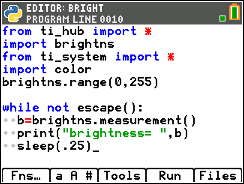 EDITOR: BRIGHT
PROGRAM LINE 0010
from ti_hub import *
import brightns
from ti_system import *
import color
brightns.range(0,255)
while not escape():
b=brightns.measurement()
print("brightness= ",b)
sleep(.25)
Fns… a A # Tools Run Files